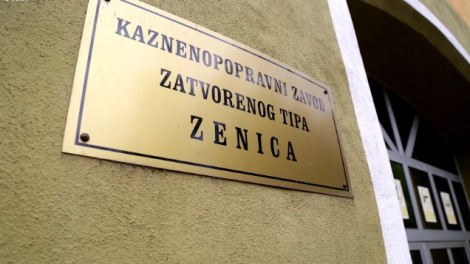 KAZNENOPOPRAVNI ZAVOD
ZATVORENOG TIPA
ZENICA